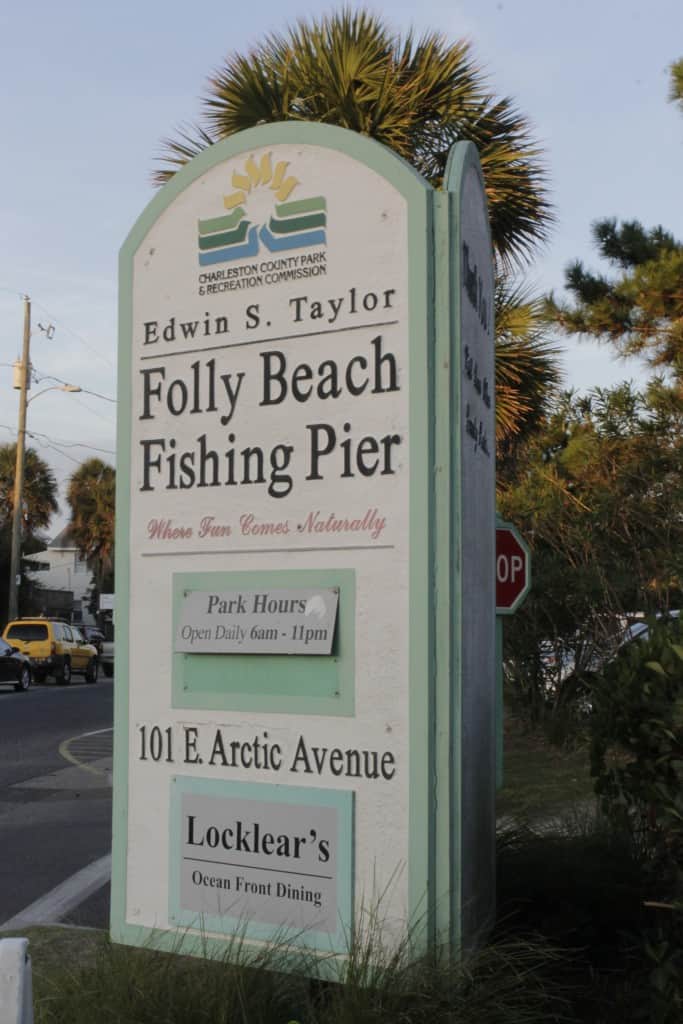 CHARLESTON COUNTY PARK
& RECREATION COMMISSION
Edwin S. Taylor
Folly Beach
Fishing Pier
Where Fun Comes Naturally
Park Hours
Open Daily 6am - 11pm
101 E. Arctic Avenue
Locklear's
Ocean Front Dining
OP